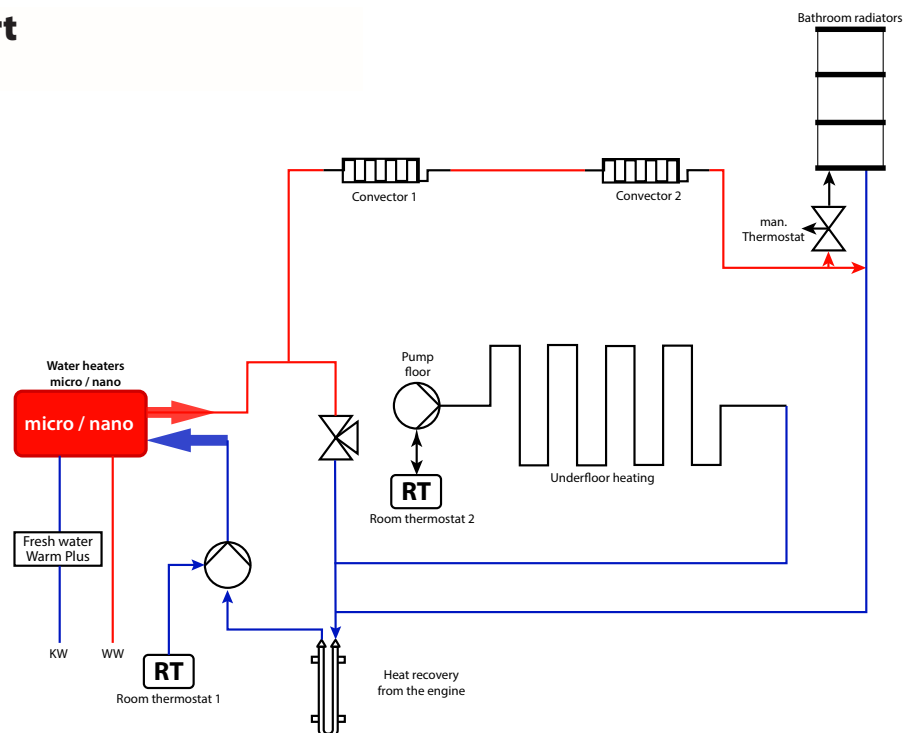 Bathroom radiators
Convector 1
Convector 2
man.
Thermostat
Water heaters
micro / nano
micro / nano
Pump
floor
RT
Room thermostat 2
Underfloor heating
Fresh water
Warm Plus
KW
WW
RT
Room thermostat 1
Heat recovery
from the engine